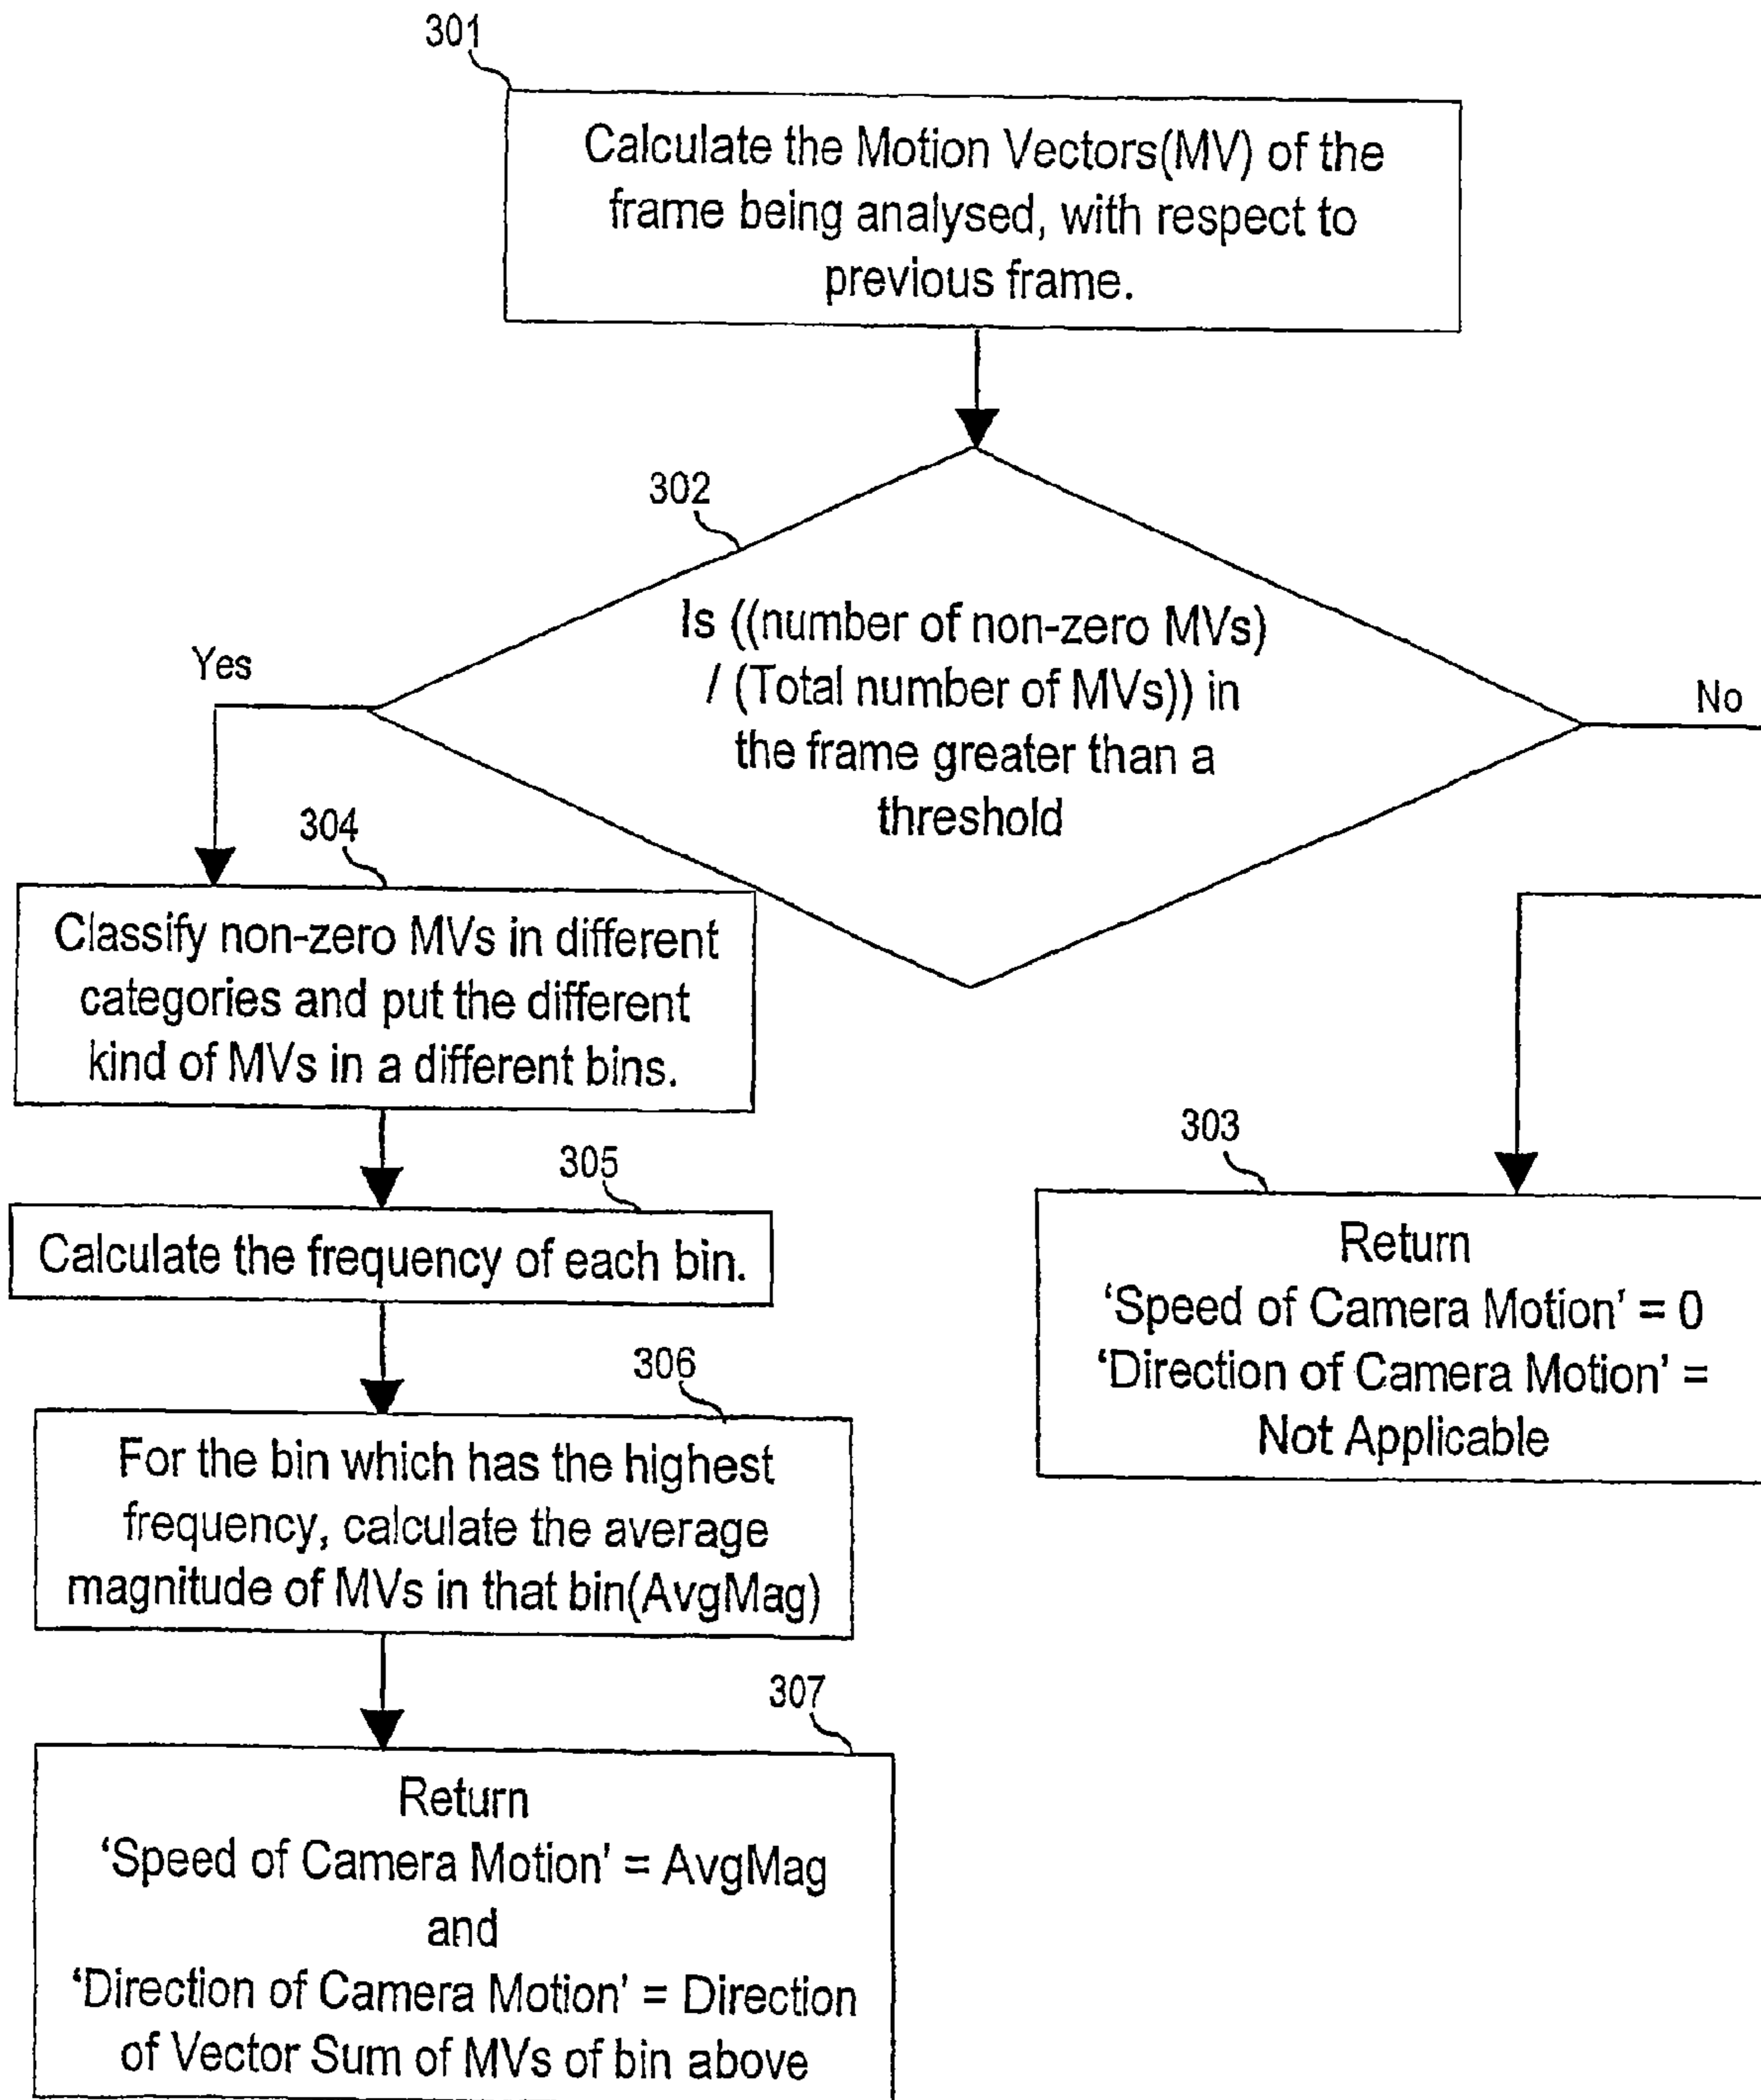 301
Calculate the Motion Vectors(MV) of the
frame being analysed, with respect to
previous frame.
302
Is ((number of non-zero MVs)
/ (Total number of MVs)) in
the frame greater than a
threshold
Yes
No
304
Classify non-zero MVs in different
categories and put the different
kind of MVs in a different bins.
305
Calculate the frequency of each bin.
303
Return
‘Speed of Camera Motion’ = 0
‘Direction of Camera Motion’ =
Not Applicable
306
For the bin which has the highest
frequency, calculate the average
magnitude of MVs in that bin(AvgMag)
307
Return
‘Speed of Camera Motion’ = AvgMag
and
‘Direction of Camera Motion’ = Direction
of Vector Sum of MVs of bin above